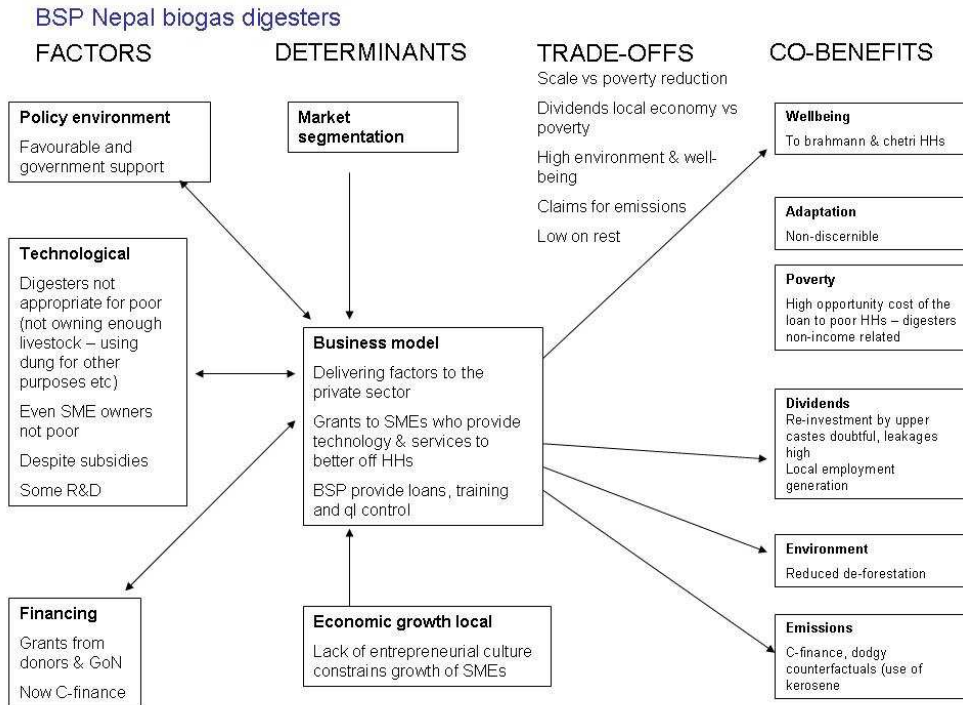 BSP Nepal biogas digesters
FACTORS
DETERMINANTS
TRADE-OFFS
CO-BENEFITS
Policy environment
Favourable and
government support
Technological
Digesters not
appropriate for poor
(not owning enough
livestock – using
dung for other
purposes etc)
Even SME owners
not poor
Despite subsidies
Some R&D
Financing
Grants from
donors & GoN
Now C-finance
Market
segmentation
Business model
Delivering factors to the
private sector
Grants to SMEs who provide
technology & services to
better off HHs
BSP provide loans, training
and ql control
Economic growth local
Lack of entrepreneurial culture
constrains growth of SMEs
Scale vs poverty reduction
Dividends local economy vs
poverty
High environment & well-
being
Claims for emissions
Low on rest
Wellbeing
To brahmann & chetri HHs
Adaptation
Non-discernible
Poverty
High opportunity cost of the
loan to poor HHs – digesters
non-income related
Dividends
Re-investment by upper
castes doubtful, leakages
high
Local employment
generation
Environment
Reduced de-forestation
Emissions
C-finance, dodgy
counterfactuals (use of
kerosene